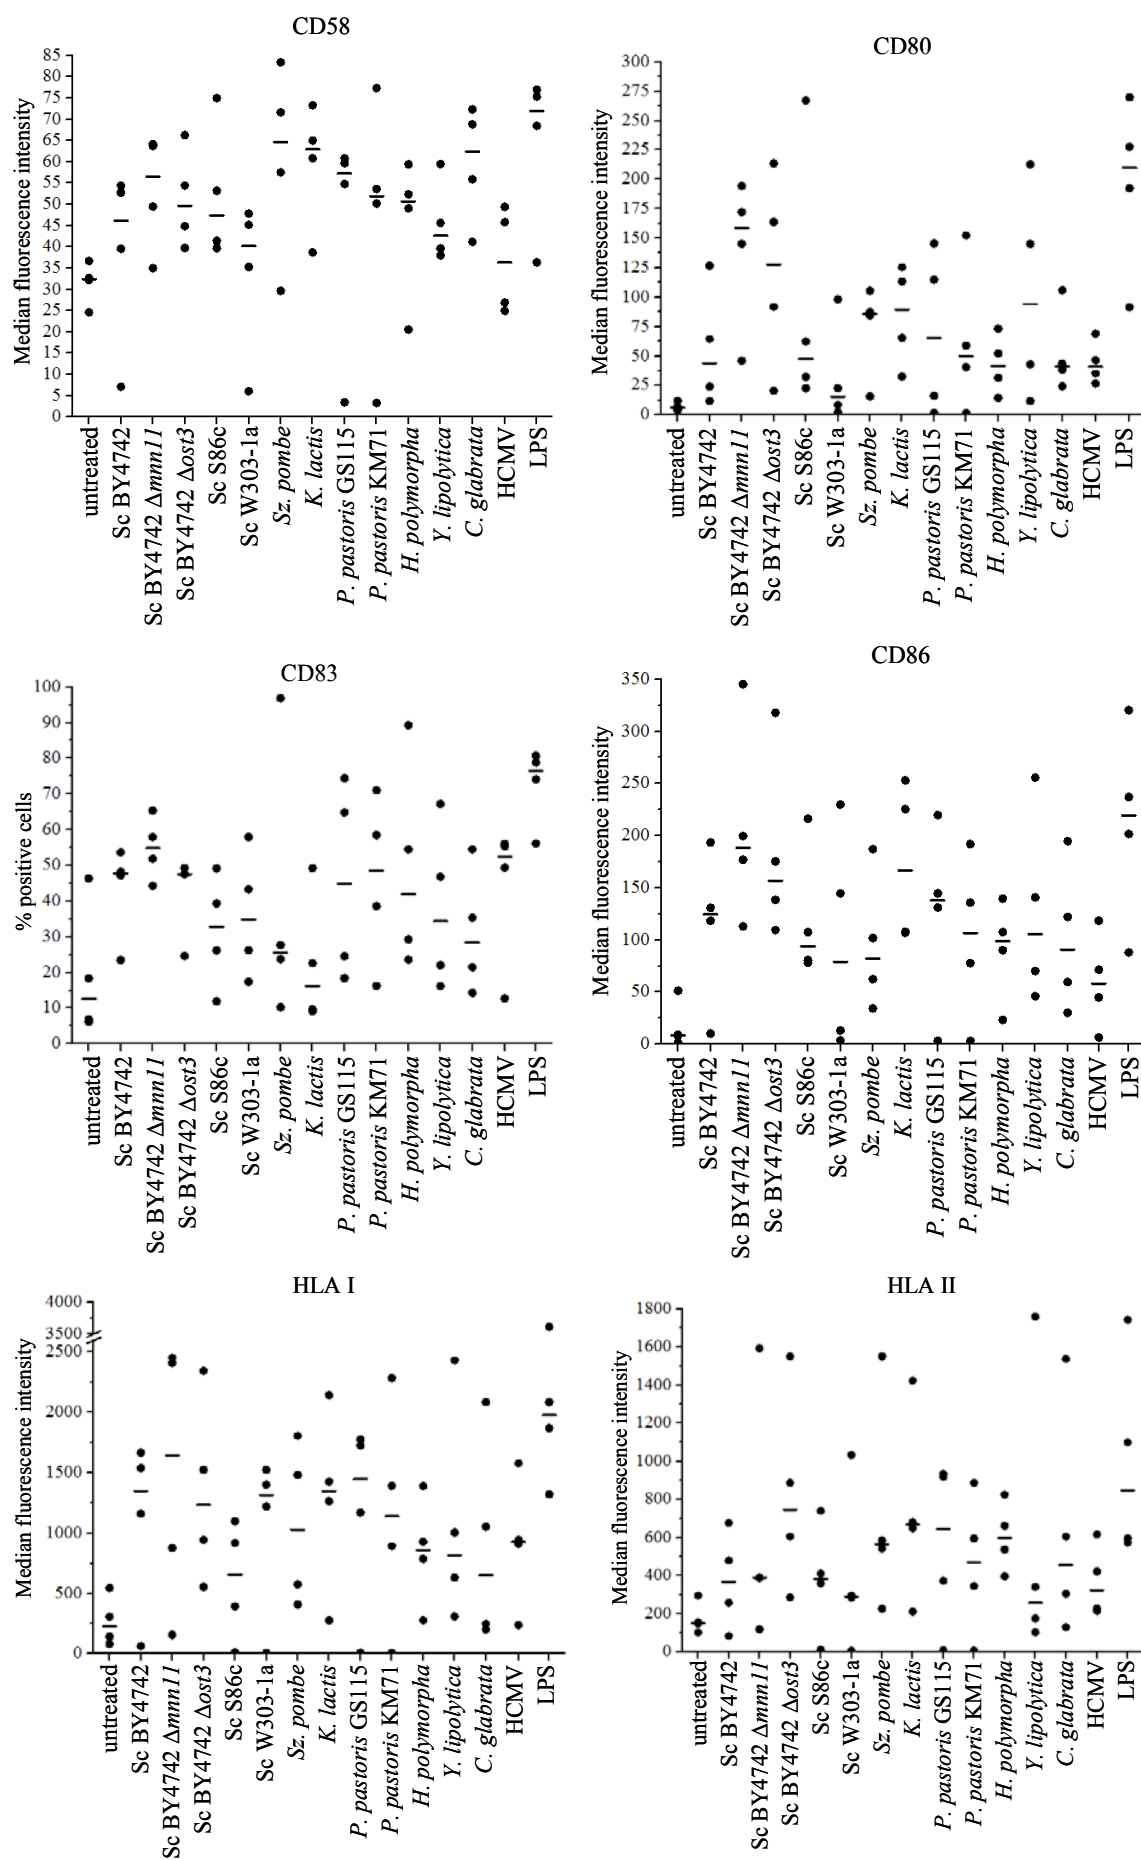 CD58
Median fluorescence intensity
85
80
75
70
65
60
55
50
45
40
35
30
25
20
15
10
5
0
untreated
Sc BY4742
Sc BY4742 Δmnn11
Sc BY4742 Δost3
Sc S86c
Sc W303-1a
Sz. pombe
K. lactis
P. pastoris GS115
P. pastoris KM71
H. polymorpha
Y. lipolytica
C. glabrata
HCMV
LPS
CD80
Median fluorescence intensity
300
275
250
225
200
175
150
125
100
75
50
25
0
untreated
Sc BY4742
Sc BY4742 Δmnn11
Sc BY4742 Δost3
Sc S86c
Sc W303-1a
Sz. pombe
K. lactis
P. pastoris GS115
P. pastoris KM71
H. polymorpha
Y. lipolytica
C. glabrata
HCMV
LPS
CD83
% positive cells
100
90
80
70
60
50
40
30
20
10
0
untreated
Sc BY4742
Sc BY4742 Δmnn11
Sc BY4742 Δost3
Sc S86c
Sc W303-1a
Sz. pombe
K. lactis
P. pastoris GS115
P. pastoris KM71
H. polymorpha
Y. lipolytica
C. glabrata
HCMV
LPS
CD86
Median fluorescence intensity
350
300
250
200
150
100
50
0
untreated
Sc BY4742
Sc BY4742 Δmnn11
Sc BY4742 Δost3
Sc S86c
Sc W303-1a
Sz. pombe
K. lactis
P. pastoris GS115
P. pastoris KM71
H. polymorpha
Y. lipolytica
C. glabrata
HCMV
LPS
HLA I
Median fluorescence intensity
4000
3500
2500
2000
1500
1000
500
0
untreated
Sc BY4742
Sc BY4742 Δmnn11
Sc BY4742 Δost3
Sc S86c
Sc W303-1a
Sz. pombe
K. lactis
P. pastoris GS115
P. pastoris KM71
H. polymorpha
Y. lipolytica
C. glabrata
HCMV
LPS
HLA II
Median fluorescence intensity
1800
1600
1400
1200
1000
800
600
400
200
0
untreated
Sc BY4742
Sc BY4742 Δmnn11
Sc BY4742 Δost3
Sc S86c
Sc W303-1a
Sz. pombe
K. lactis
P. pastoris GS115
P. pastoris KM71
H. polymorpha
Y. lipolytica
C. glabrata
HCMV
LPS